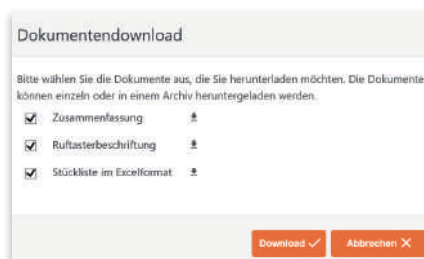 Dokumentendownload
Bitte wählen Sie die Dokumente aus, die Sie herunterladen möchten. Die Dokumente
können einzeln oder in einem Archiv heruntergeladen werden.
Zusammenfassung
Ruftasterbeschriftung
Stückliste im Excelformat
Download Abbrechen